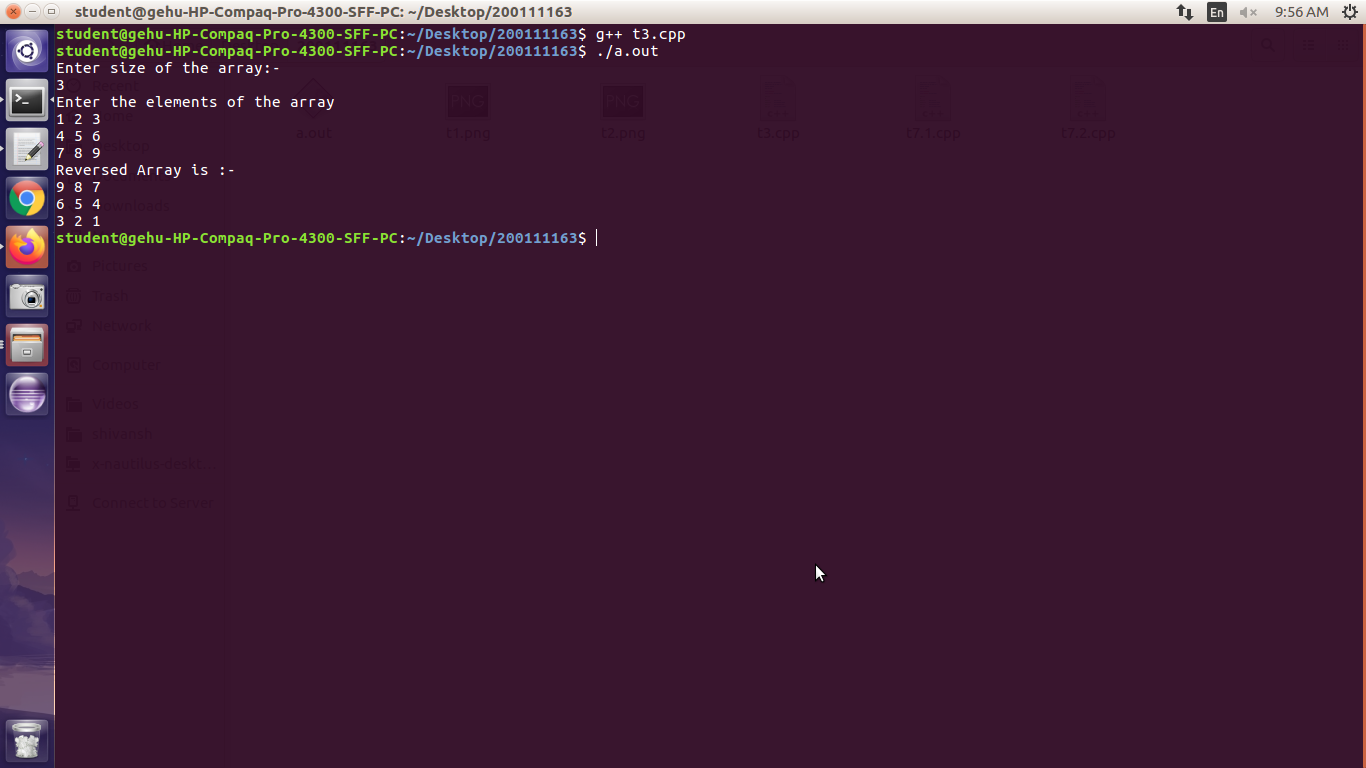 student@gehu-HP-Compaq-Pro-4300-SFF-PC: ~/Desktop/200111163
En
9:56 AM
student@gehu-HP-Compaq-Pro-4300-SFF-PC:~/Desktop/200111163$ g++ t3.cpp
student@gehu-HP-Compaq-Pro-4300-SFF-PC:~/Desktop/200111163$ ./a.out
Enter size of the array:-
3
Enter the elements of the array
1 2 3
4 5 6
7 8 9
Reversed Array is :-
9 8 7
6 5 4
3 2 1
student@gehu-HP-Compaq-Pro-4300-SFF-PC:~/Desktop/200111163$
PNG
PNG
a.out
t1.png
t2.png
t3.cpp
t7.1.cpp
t7.2.cpp
Pictures
Trash
Network
Computer
Videos
shivansh
x-nautilus-deskt...
Connect to Server